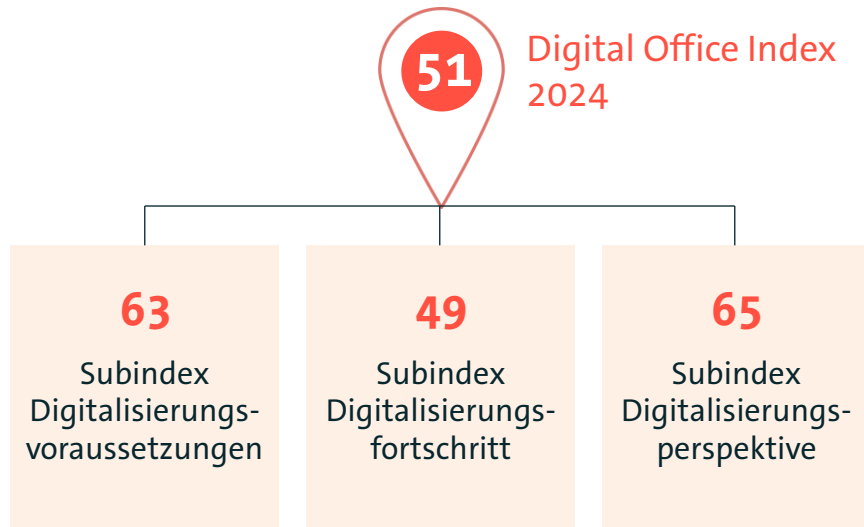 51
Digital Office Index
2024
63
Subindex
Digitalisierungs-
voraussetzungen
49
Subindex
Digitalisierungs-
fortschritt
65
Subindex
Digitalisierungs-
perspektive